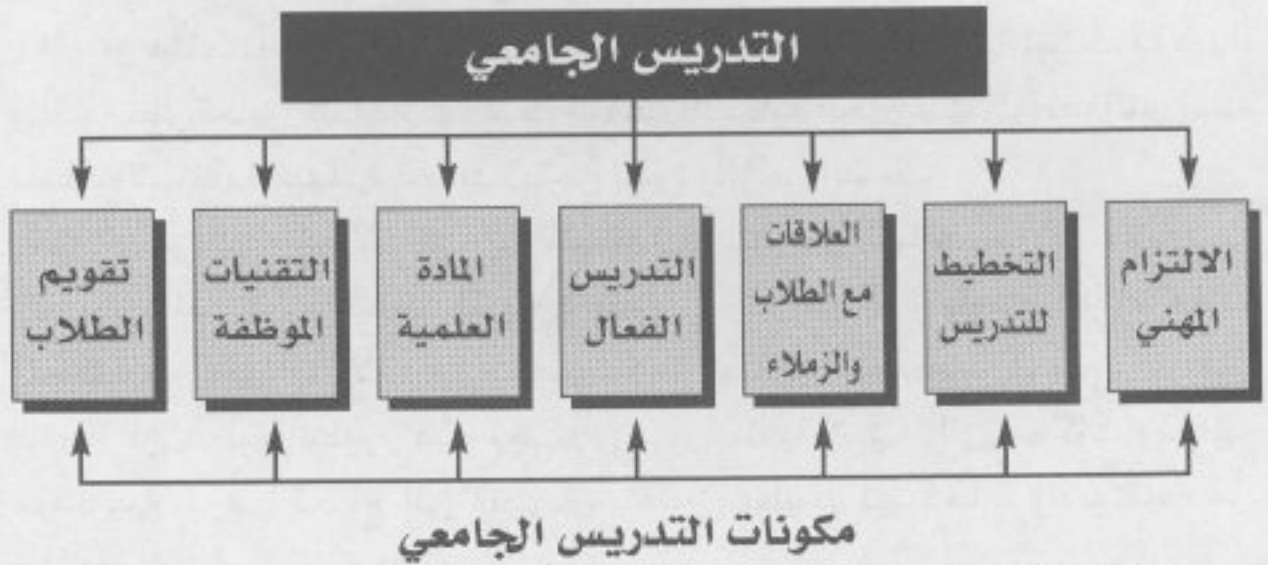 التدريس الجامعي
الالتزام
المهني
التخطيط
للتدريس
العلاقات
مع الطلاب
والزملاء
التدريس
الفعال
المادة
العلمية
التقنيات
الموظفة
تقويم
الطلاب
مكونات التدريس الجامعي